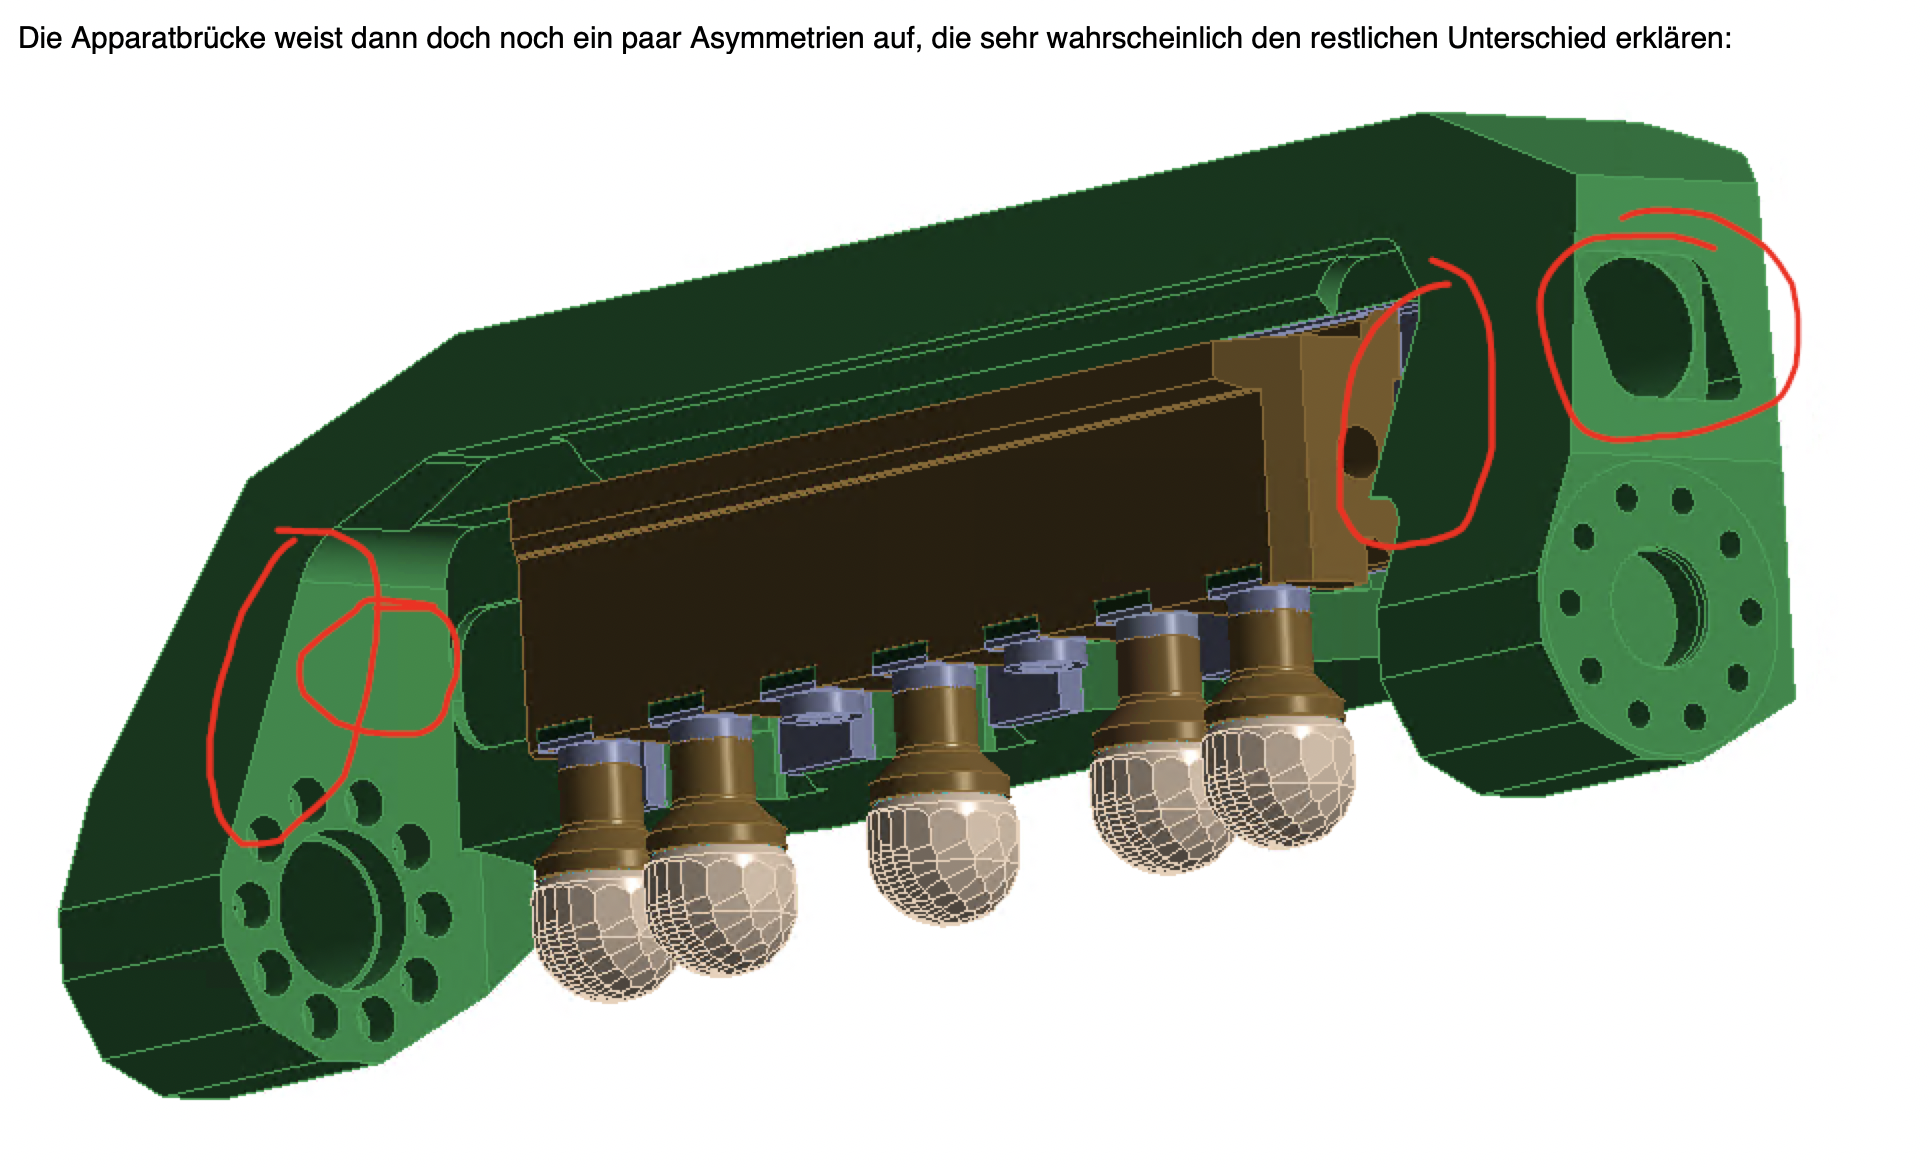 Die Apparatbrücke weist dann doch noch ein paar Asymmetrien auf, die sehr wahrscheinlich den restlichen Unterschied erklären: